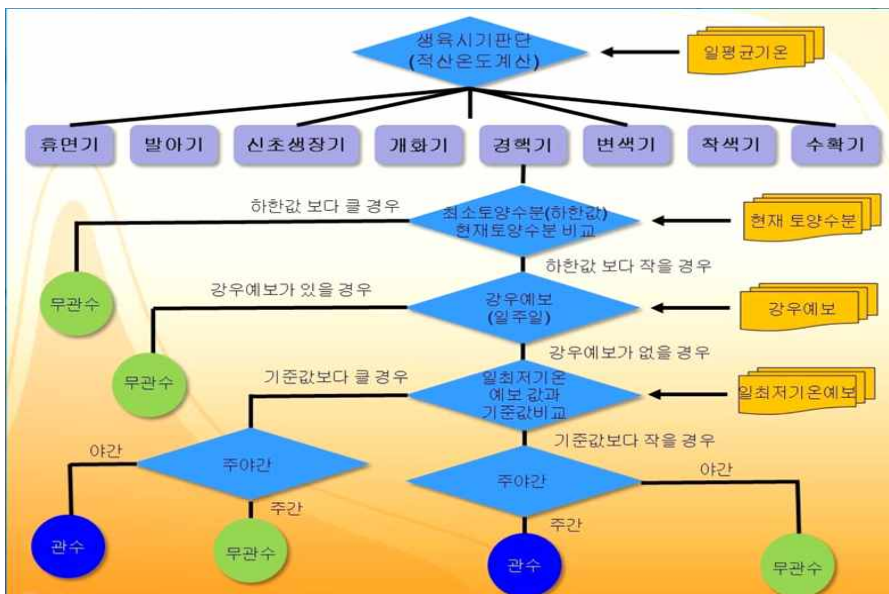 생육시기판단
(적산온도계산)
일평균기온
휴면기
발아기
신초생장기
개화기
경핵기
변색기
착색기
수확기
하한값 보다 클 경우
최소토양수분(하한값)
현재토양수분 비교
현재 토양수분
하한값 보다 작을 경우
무관수
강우예보가 있을 경우
강우예보
(일주일)
강우예보
강우예보가 없을 경우
무관수
기준값보다 클 경우
일최저기온
예보 값과
기준값비교
일최저기온예보
기준값보다 작을 경우
야간
주야간
주야간
야간
주간
주간
관수
무관수
관수
무관수